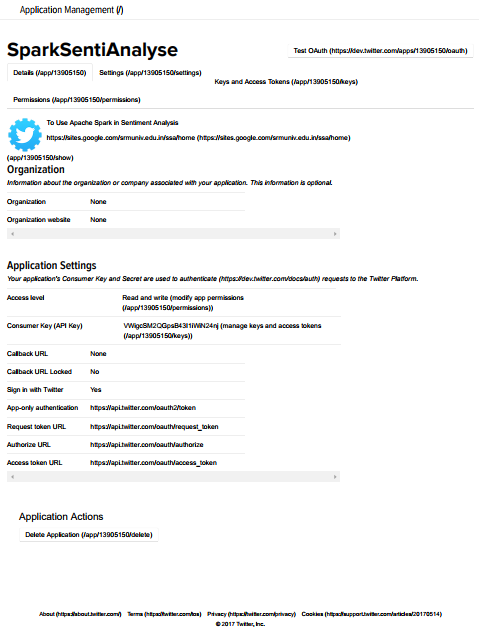 Application Management (/)
SparkSentiAnalyse
Test OAuth (https://dev.twitter.com/apps/13905150/oauth)
Details (/app/13905150) Settings (/app/13905150/settings)
Keys and Access Tokens (/app/13905150/keys)
Permissions (/app/13905150/permissions)
To Use Apache Spark in Sentiment Analysis
https://sites.google.com/srmuniv.edu.in/ssa/home (https://sites.google.com/srmuniv.edu.in/ssa/home)
(app/13905150/show)
Organization
Information about the organization or company associated with your application. This information is optional.
Organization None
Organization website None
Application Settings
Your application's Consumer Key and Secret are used to authenticate (https://dev.twitter.com/docs/auth) requests to the Twitter Platform.
Access level Read and write (modify app permissions
(/app/13905150/permissions))
Consumer Key (API Key) (manage keys and access tokens
(/app/13905150/keys))
Callback URL None
Callback URL Locked No
Sign in with Twitter Yes
App-only authentication https://api.twitter.com/oauth2/token
Request token URL https://api.twitter.com/oauth/request_token
Authorize URL https://api.twitter.com/oauth/authorize
Access token URL https://api.twitter.com/oauth/access_token
Application Actions
Delete Application (/app/13905150/delete)
About (https://about.twitter.com/) Terms (https://twitter.com/tos) Privacy (https://twitter.com/privacy) Cookies (https://support.twitter.com/articles/20170514)
© 2017 Twitter, Inc.